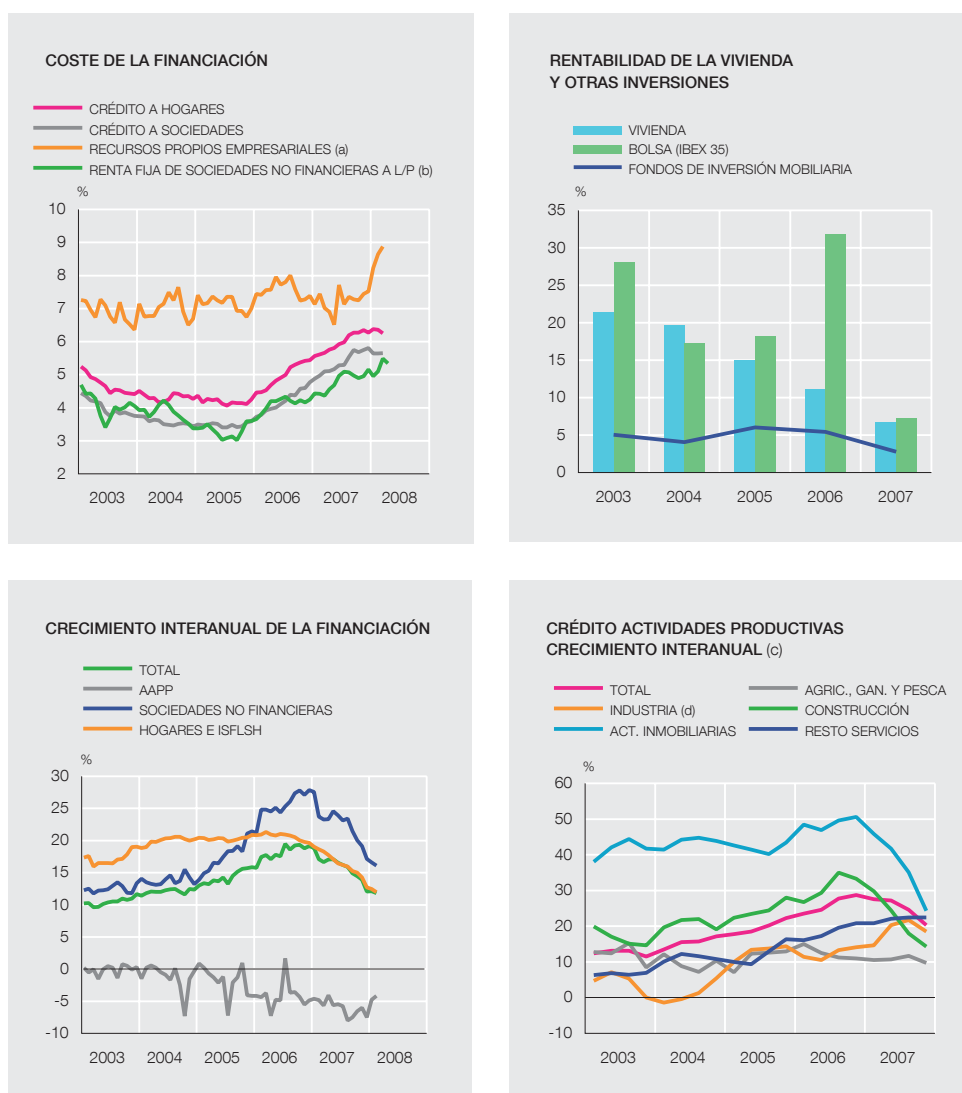 COSTE DE LA FINANCIACIÓN
CRÉDITO A HOGARES
CRÉDITO A SOCIEDADES
RECURSOS PROPIOS EMPRESARIALES (a)
RENTA FIJA DE SOCIEDADES NO FINANCIERAS A L/P (b)
%
10
9
8
7
6
5
4
3
2
2003 2004 2005 2006 2007 2008
RENTABILIDAD DE LA VIVIENDA
Y OTRAS INVERSIONES
VIVIENDA
BOLSA (IBEX 35)
FONDOS DE INVERSIÓN MOBILIARIA
%
35
30
25
20
15
10
5
0
2003 2004 2005 2006 2007
CRECIMIENTO INTERANUAL DE LA FINANCIACIÓN
TOTAL
AAPP
SOCIEDADES NO FINANCIERAS
HOGARES E ISFLSH
%
30
25
20
15
10
5
0
-5
-10
2003 2004 2005 2006 2007 2008
CRÉDITO ACTIVIDADES PRODUCTIVAS
CRECIMIENTO INTERANUAL (c)
TOTAL AGRIC., GAN. Y PESCA
INDUSTRIA (d) CONSTRUCCIÓN
ACT. INMOBILIARIAS RESTO SERVICIOS
%
60
50
40
30
20
10
0
-10
2003 2004 2005 2006 2007